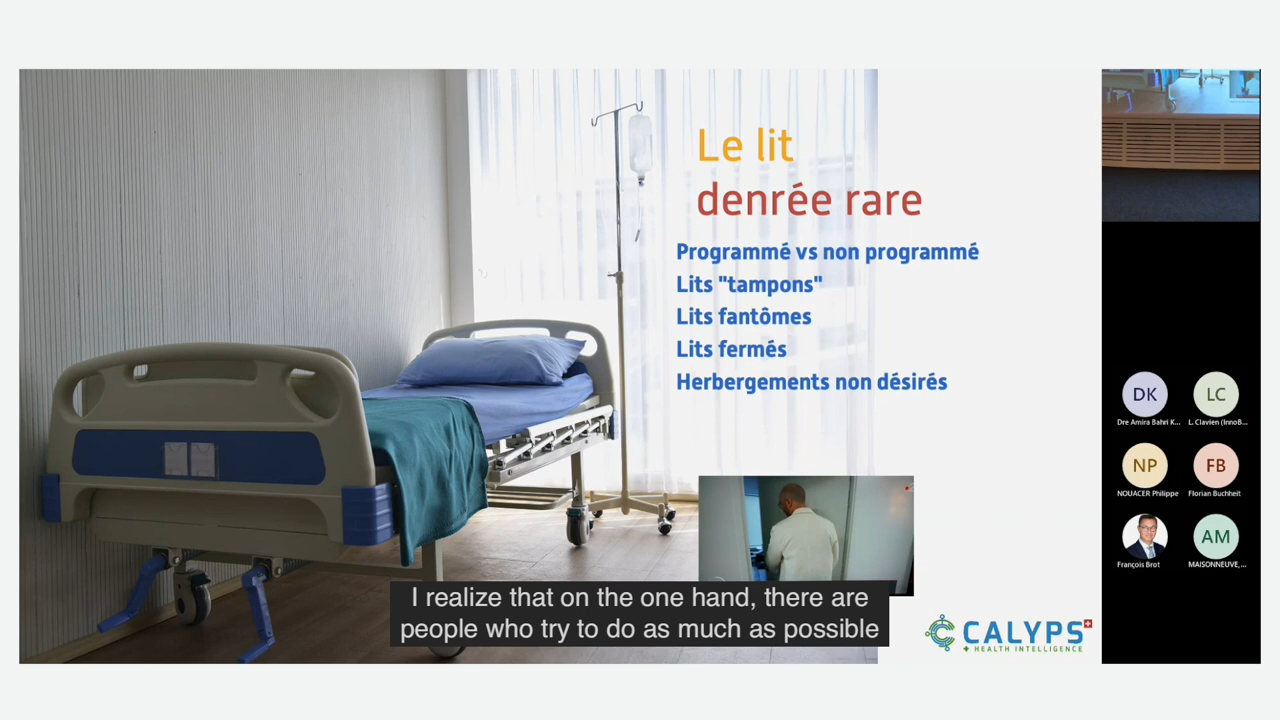 Le lit
denrée rare
Programmé vs non programmé
Lits "tampons"
Lits fantômes
Lits fermés
Herbergements non désirés
I realize that on the one hand, there are
people who try to do as much as possible
CALYPS
HEALTH INTELLIGENCE
DK
LC
Dre Amira Bahri K...
L. Clavien (InnoB...
NP
FB
NOUACER Philippe
Florian Buchheit
AM
François Brot
MAISONNEUVE,...